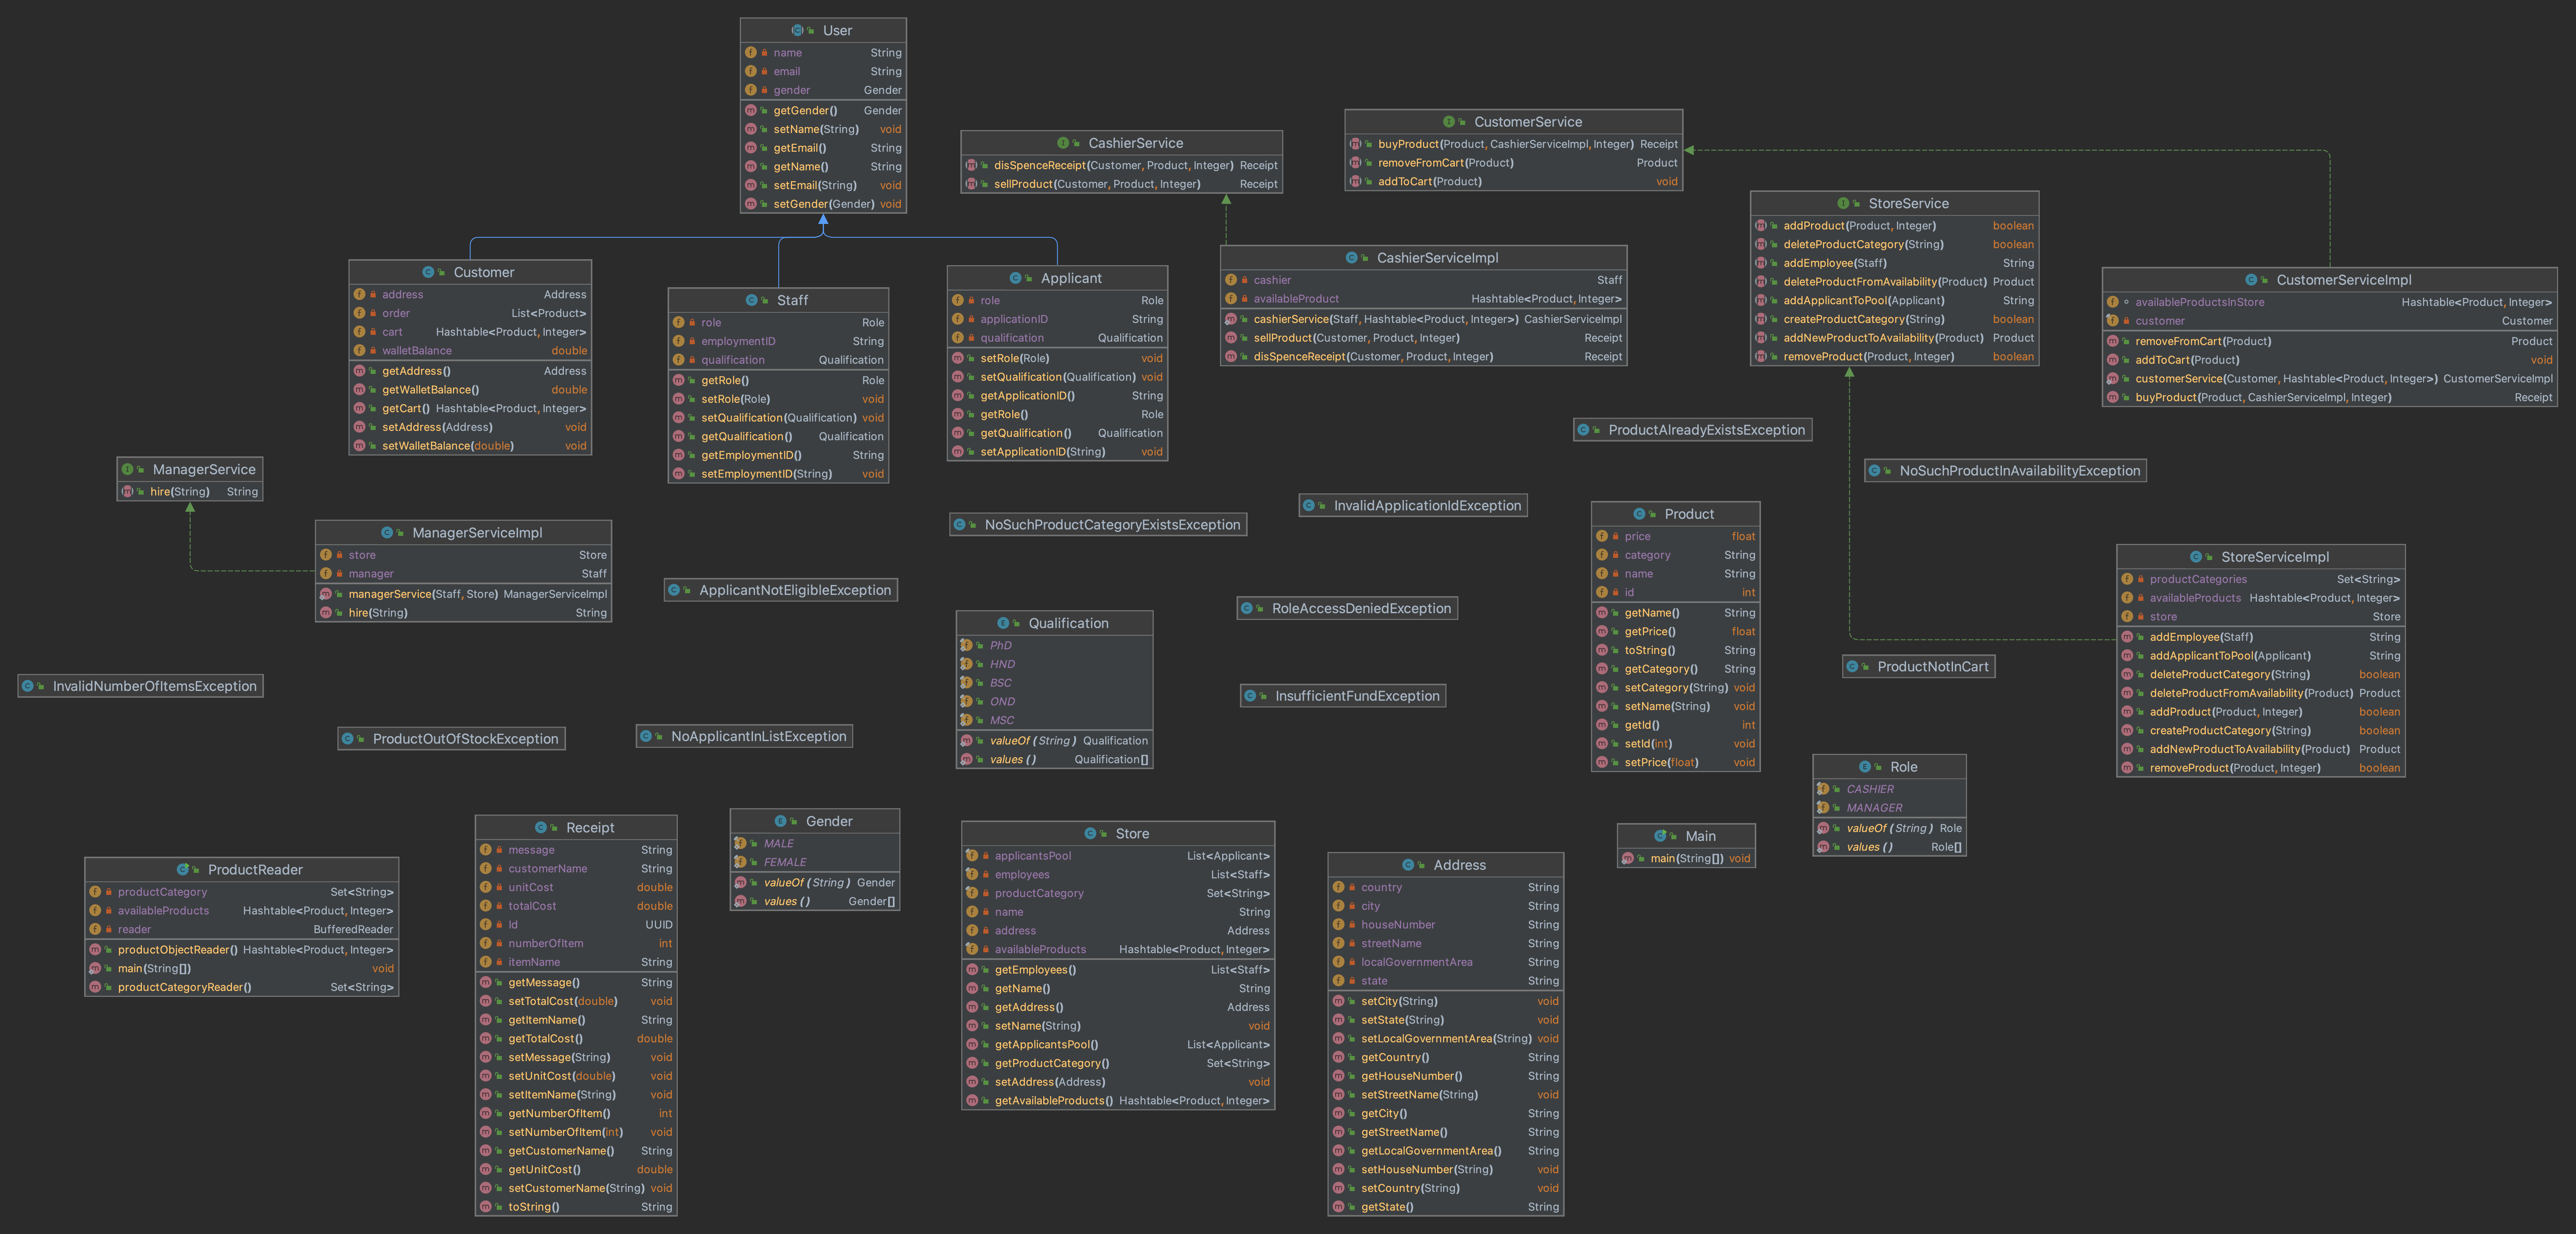 User
name String
email String
gender Gender
getGender() Gender
setName(String) void
getEmail() String
getName() String
setEmail(String) void
setGender(Gender) void
CashierService
disSpenceReceipt(Customer, Product, Integer) Receipt
sellProduct(Customer, Product, Integer) Receipt
CustomerService
buyProduct(Product, CashierServiceImpl, Integer) Receipt
removeFromCart(Product) Product
addToCart(Product) void
StoreService
addProduct(Product, Integer) boolean
deleteProductCategory(String) boolean
addEmployee(Staff) String
deleteProductFromAvailability(Product) Product
addApplicantToPool(Applicant) String
createProductCategory(String) boolean
addNewProductToAvailability(Product) Product
removeProduct(Product, Integer) boolean
Customer
address Address
order List<Product>
cart Hashtable<Product, Integer>
walletBalance double
getAddress() Address
getWalletBalance() double
getCart() Hashtable<Product, Integer>
setAddress(Address) void
setWalletBalance(double) void
Staff
role Role
employmentID String
qualification Qualification
getRole() Role
setRole(Role) void
setQualification(Qualification) void
getQualification() Qualification
getEmploymentID() String
setEmploymentID(String) void
Applicant
role Role
applicationID String
qualification Qualification
setRole(Role) void
setQualification(Qualification) void
getApplicationID() String
getRole() Role
getQualification() Qualification
setApplicationID(String) void
CashierServiceImpl
cashier Staff
availableProduct Hashtable<Product, Integer>
cashierService(Staff, Hashtable<Product, Integer>) CashierServiceImpl
sellProduct(Customer, Product, Integer) Receipt
disSpenceReceipt(Customer, Product, Integer) Receipt
CustomerServiceImpl
availableProductsInStore Hashtable<Product, Integer>
customer Customer
removeFromCart(Product) Product
addToCart(Product) void
customerService(Customer, Hashtable<Product, Integer>) CustomerServiceImpl
buyProduct(Product, CashierServiceImpl, Integer) Receipt
ProductAlreadyExistsException
NoSuchProductInAvailabilityException
ManagerService
hire(String) String
ManagerServiceImpl
store Store
manager Staff
managerService(Staff, Store) ManagerServiceImpl
hire(String) String
NoSuchProductCategoryExistsException
InvalidApplicationIdException
Product
price float
category String
name String
id int
getName() String
getPrice() float
toString() String
getCategory() String
setCategory(String) void
setName(String) void
getId() int
setId(int) void
setPrice(float) void
StoreServiceImpl
productCategories Set<String>
availableProducts Hashtable<Product, Integer>
store Store
addEmployee(Staff) String
addApplicantToPool(Applicant) String
deleteProductCategory(String) boolean
deleteProductFromAvailability(Product) Product
addProduct(Product, Integer) boolean
createProductCategory(String) boolean
addNewProductToAvailability(Product) Product
removeProduct(Product, Integer) boolean
ApplicantNotEligibleException
RoleAccessDeniedException
Qualification
PhD
HND
BSC
OND
MSC
valueOf(String) Qualification
values() Qualification[]
ProductNotInCart
InvalidNumberOfItemsException
InsufficientFundException
ProductOutOfStockException
NoApplicantInListException
Role
CASHIER
MANAGER
valueOf(String) Role
values() Role[]
ProductReader
productCategory Set<String>
availableProducts Hashtable<Product, Integer>
reader BufferedReader
productObjectReader() Hashtable<Product, Integer>
main(String[]) void
productCategoryReader() Set<String>
Receipt
message String
customerName String
unitCost double
totalCost double
Id UUID
numberOfItem int
itemName String
getMessage() String
setTotalCost(double) void
getItemName() String
getTotalCost() double
setMessage(String) void
setUnitCost(double) void
setItemName(String) void
getNumberOfItem() int
setNumberOfItem(int) void
getCustomerName() String
getUnitCost() double
setCustomerName(String) void
toString() String
Gender
MALE
FEMALE
valueOf(String) Gender
values() Gender[]
Store
applicantsPool List<Applicant>
employees List<Staff>
productCategory Set<String>
name String
address Address
availableProducts Hashtable<Product, Integer>
getEmployees() List<Staff>
getName() String
getAddress() Address
setName(String) void
getApplicantsPool() List<Applicant>
getProductCategory() Set<String>
setAddress(Address) void
getAvailableProducts() Hashtable<Product, Integer>
Address
country String
city String
houseNumber String
streetName String
localGovernmentArea String
state String
setCity(String) void
setState(String) void
setLocalGovernmentArea(String) void
getCountry() String
getHouseNumber() String
setStreetName(String) void
getCity() String
getStreetName() String
getLocalGovernmentArea() String
setHouseNumber(String) void
setCountry(String) void
getState() String
Main
main(String[]) void